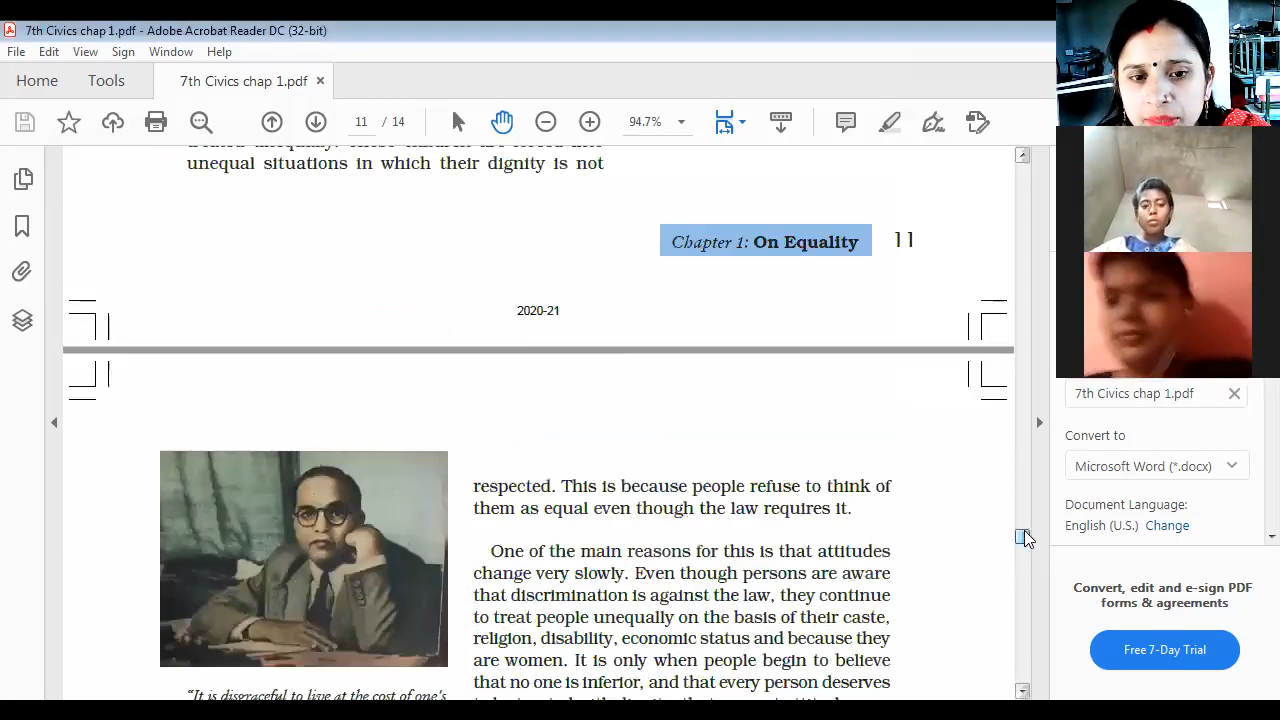 7th Civics chap 1.pdf - Adobe Acrobat Reader DC (32-bit)
File Edit View Sign Window Help
Home Tools 7th Civics chap 1.pdf ×
11 / 14 94.7%
unequal situations in which their dignity is not
Chapter 1: On Equality 11
2020-21
respected. This is because people refuse to think of
them as equal even though the law requires it.
One of the main reasons for this is that attitudes
change very slowly. Even though persons are aware
that discrimination is against the law, they continue
to treat people unequally on the basis of their caste,
religion, disability, economic status and because they
are women. It is only when people begin to believe
that no one is inferior, and that every person deserves
"It is disgraceful to live at the cost of one's
7th Civics chap 1.pdf
Convert to
Microsoft Word (*.docx)
Document Language:
English (U.S.) Change
Convert, edit and e-sign PDF
forms & agreements
Free 7-Day Trial